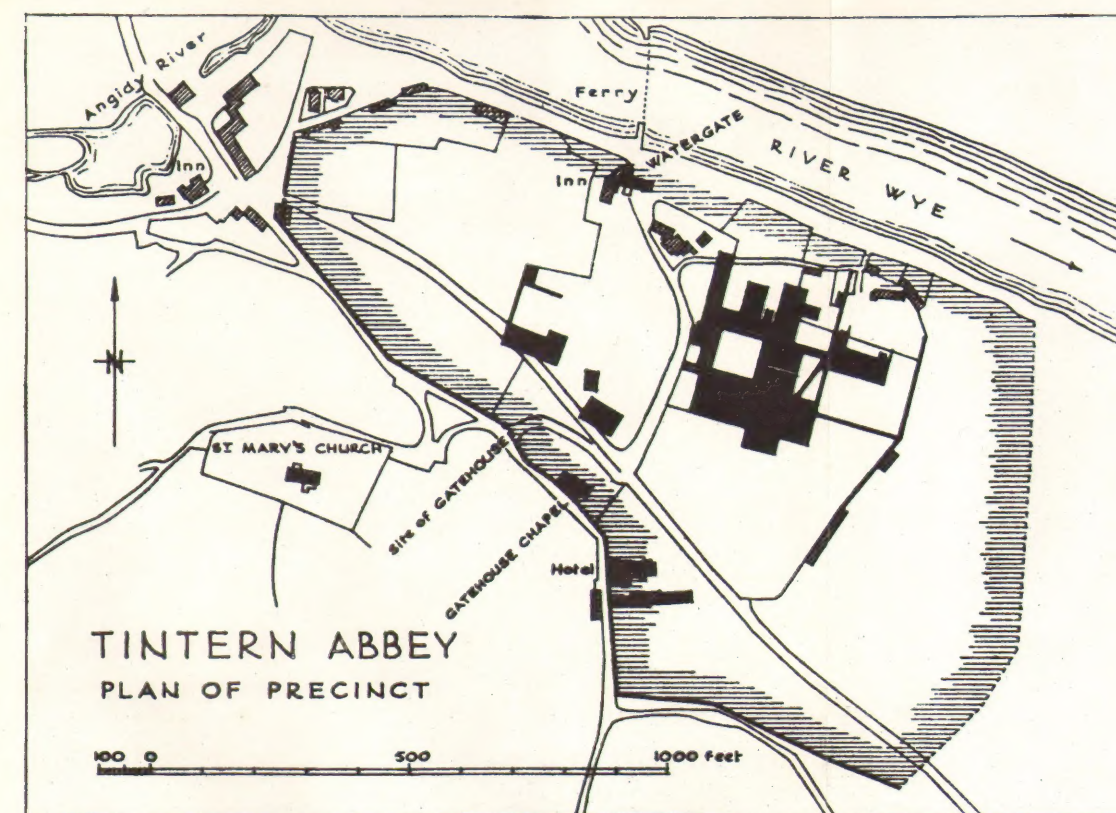 Angidy River
Ferry
WATERGATE
RIVER WYE
Inn
Inn
N
ST MARY'S CHURCH
Site of GATEHOUSE
GATEHOUSE CHAPEL
Hotel
TINTERN ABBEY
PLAN OF PRECINCT
100 0 500 1000 feet